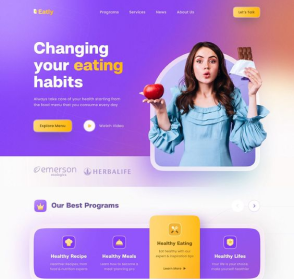 Eatly
Programs Services News About Us
Let's Talk
Changing
your eating
habits
Always take care of your health starting from
the food menu that you consume every day
Explore Menu
Watch Video
emerson
HERBALIFE
Our Best Programs
Healthy Recipe
Healthy Meals
Healthy Eating
Healthy Lifes
Learn More